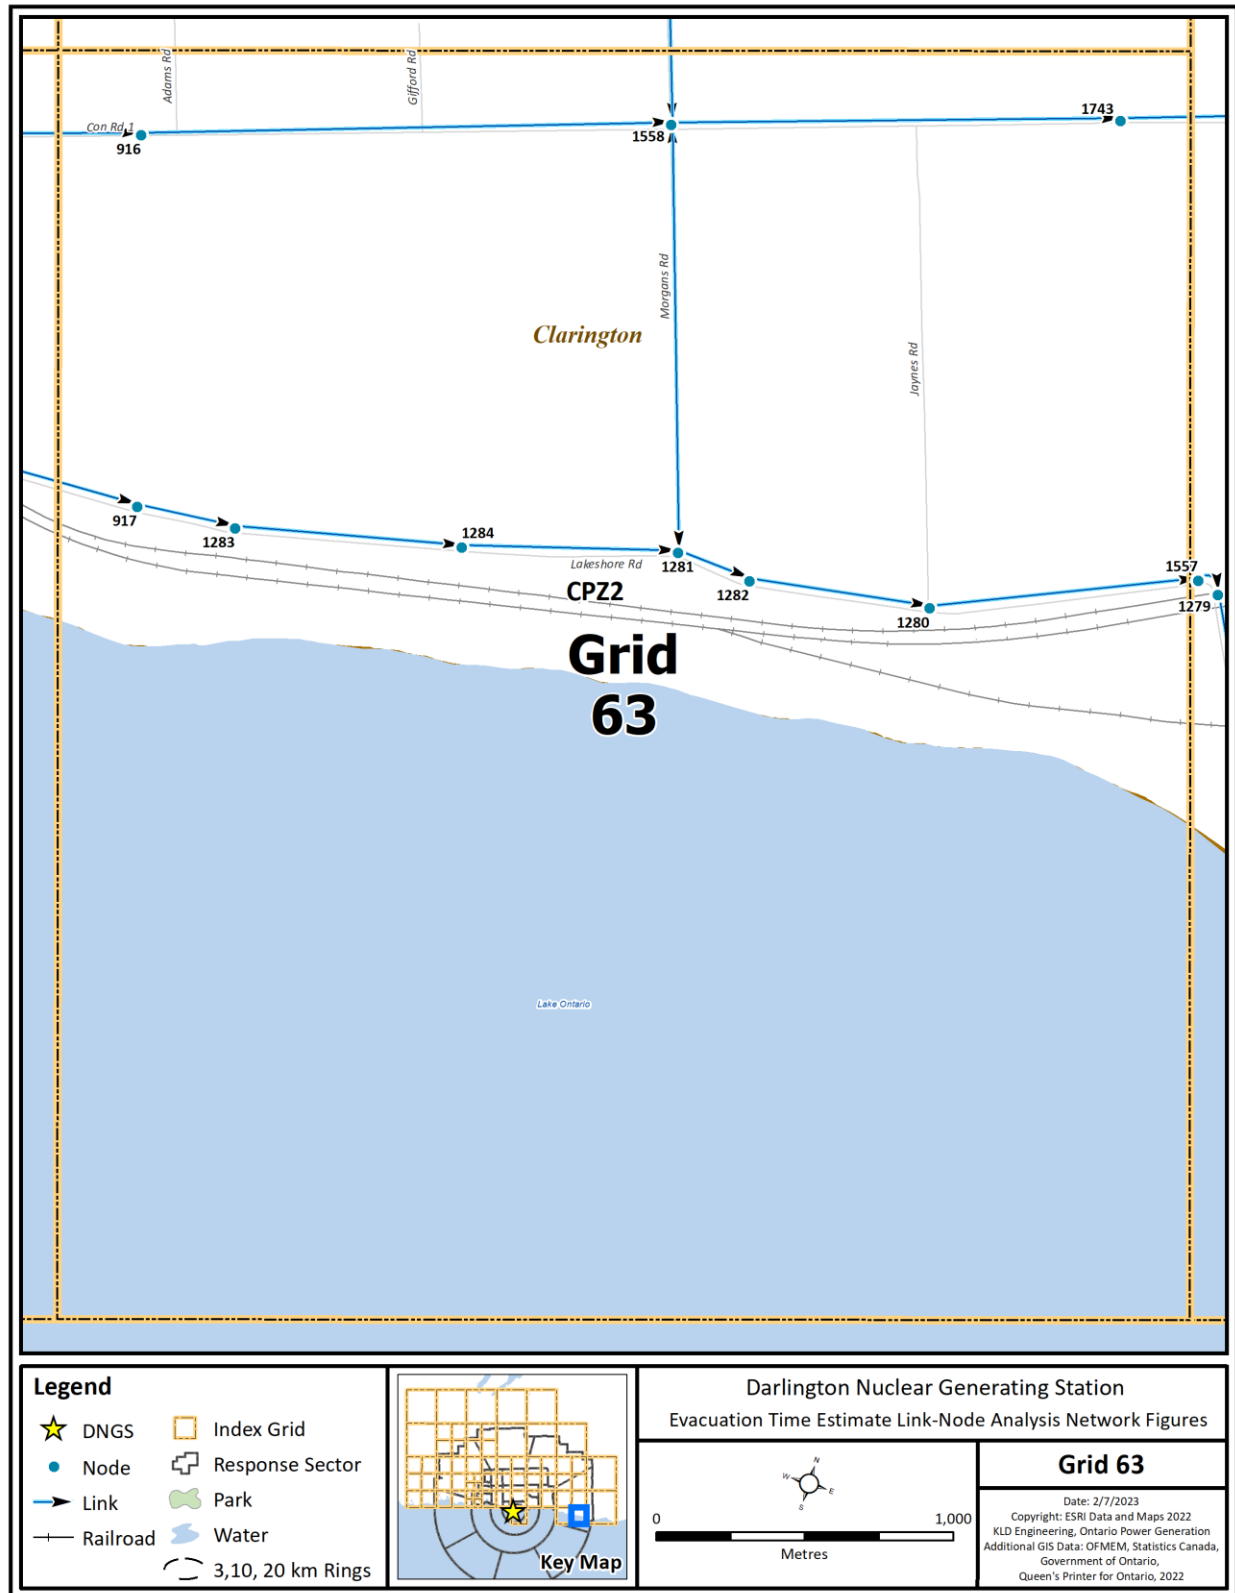 Adams Rd
Gifford Rd
1743
Con Rd 1
916
1558
Morgans Rd
Clarington
Jaynes Rd
917
1283
1284
Lakeshore Rd
1281
CPZ2
1282
1280
1557
1279
Grid
63
Lake Ontario
Legend
DNGS
Node
Link
Railroad
Index Grid
Response Sector
Park
Water
3,10, 20 km Rings
Key Map
Darlington Nuclear Generating Station
Evacuation Time Estimate Link-Node Analysis Network Figures
N
W
E
S
0
1,000
Metres
Grid 63
Date: 2/7/2023
Copyright: ESRI Data and Maps 2022
KLD Engineering, Ontario Power Generation
Additional GIS Data: OFMEM, Statistics Canada,
Government of Ontario,
Queen's Printer for Ontario, 2022